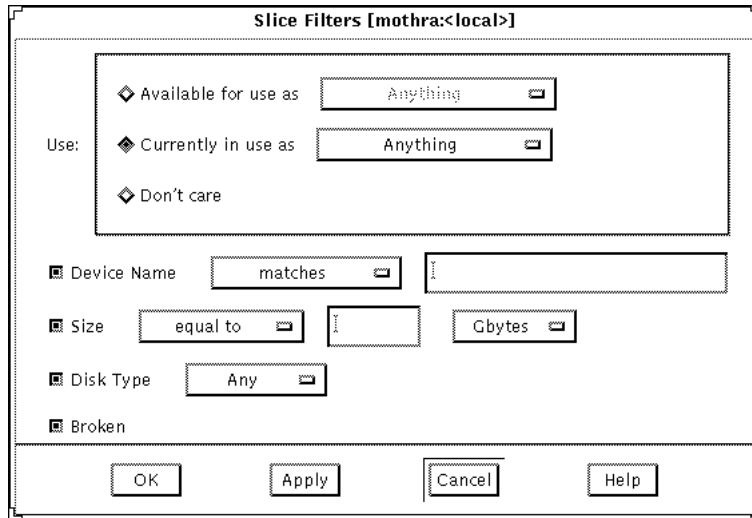 Slice Filters [mothra:<local>]
Use:
Available for use as Anything
Currently in use as Anything
Don't care
Device Name matches
Size equal to Gbytes
Disk Type Any
Broken
OK Apply Cancel Help